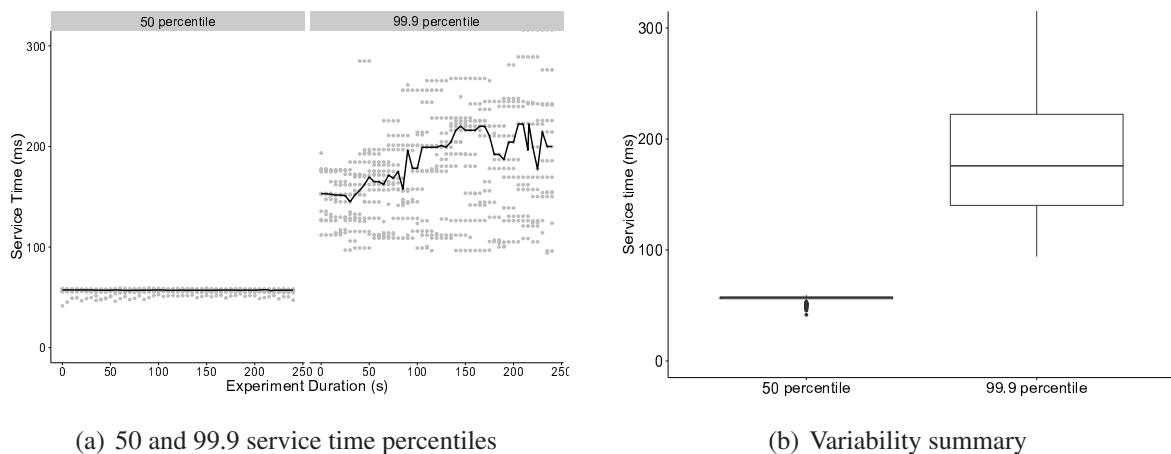 50 percentile
99.9 percentile
Service Time (ms)
300
200
100
0
0
50
100
150
200
250
0
50
100
150
200
250
Experiment Duration (s)
(a) 50 and 99.9 service time percentiles
Service time (ms)
300
200
100
0
50 percentile
99.9 percentile
(b) Variability summary